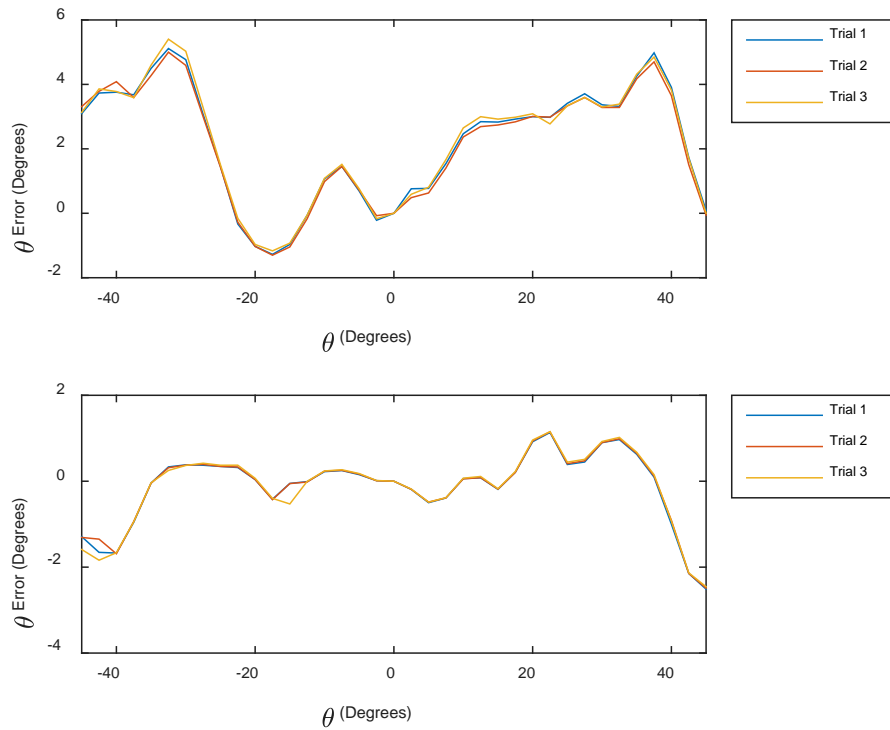 6
4
2
0
-2
θ Error (Degrees)
-40 -20 0 20 40
θ (Degrees)
Trial 1
Trial 2
Trial 3
2
0
-2
-4
θ Error (Degrees)
-40 -20 0 20 40
θ (Degrees)
Trial 1
Trial 2
Trial 3